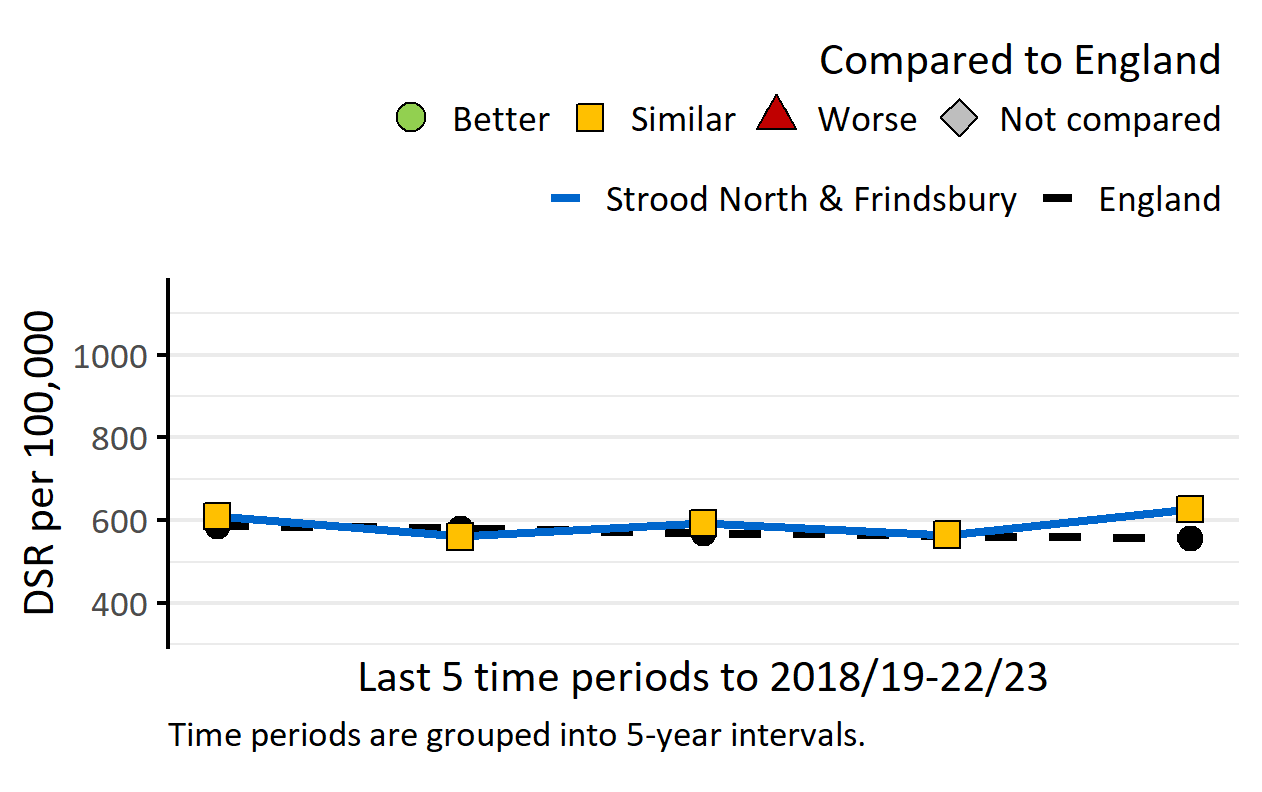 Compared to England
Better Similar Worse Not compared
Strood North & Frindsbury England
DSR per 100,000
1000
800
600
400
Last 5 time periods to 2018/19-22/23
Time periods are grouped into 5-year intervals.